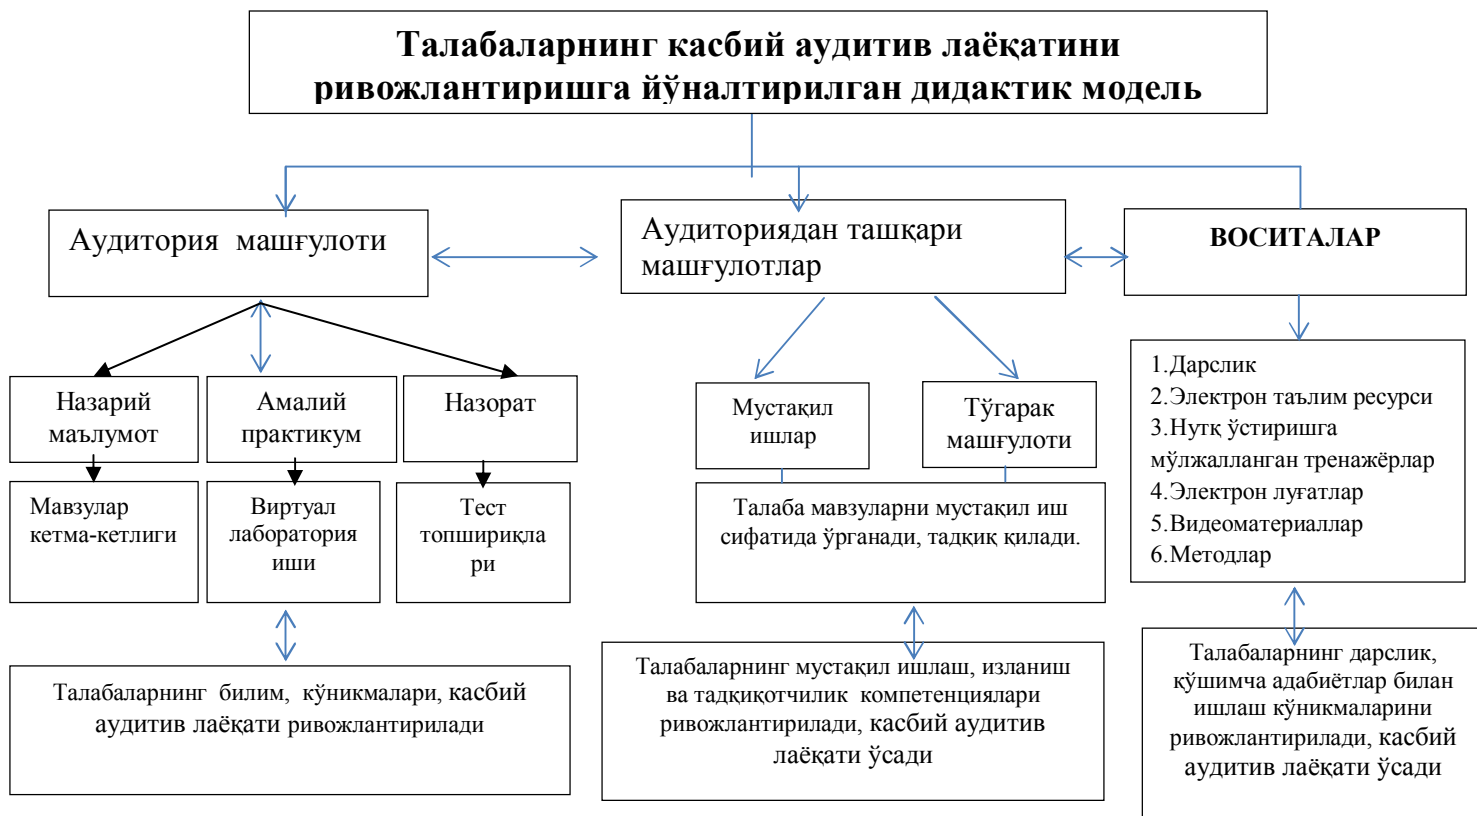 Талабаларнинг касбий аудитив лаёқатини
ривожлантиришга йўналтирилган дидактик модель
Аудитория машғулоти
Аудиториядан ташқари
машғулотлар
ВОСИТАЛАР
Назарий
маълумот
Амалий
практикум
Назорат
Мустақил
ишлар
Тўгарак
машғулоти
1.Дарслик
2.Электрон таълим ресурси
3.Нутқ ўстиришга
мўлжалланган тренажёрлар
4.Электрон луғатлар
5.Видеоматериаллар
6.Методлар
Мавзулар
кетма-кетлиги
Виртуал
лаборатория
иши
Тест
топшириқла
ри
Талаба мавзуларни мустақил иш
сифатида ўрганади, тадқиқ қилади.
Талабаларнинг билим, кўникмалари, касбий
аудитив лаёқати ривожлантирилади
Талабаларнинг мустақил ишлаш, изланиш
ва тадқиқотчилик компетенциялари
ривожлантирилади, касбий аудитив
лаёқати ўсади
Талабаларнинг дарслик,
қўшимча адабиётлар билан
ишлаш кўникмаларини
ривожлантирилади, касбий
аудитив лаёқати ўсади